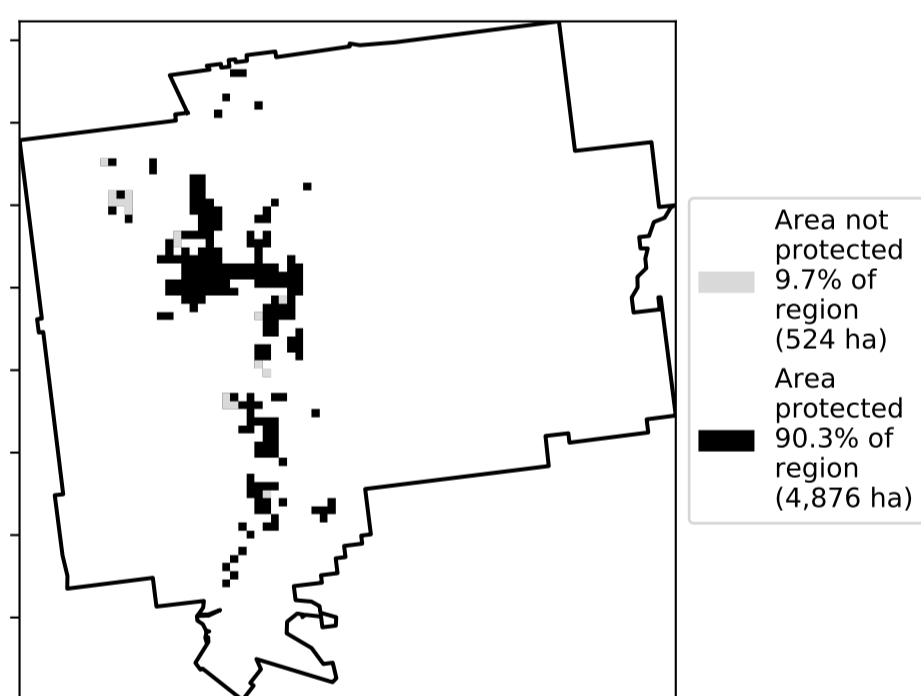 Area not
protected
9.7% of
region
(524 ha)
Area
protected
90.3% of
region
(4,876 ha)